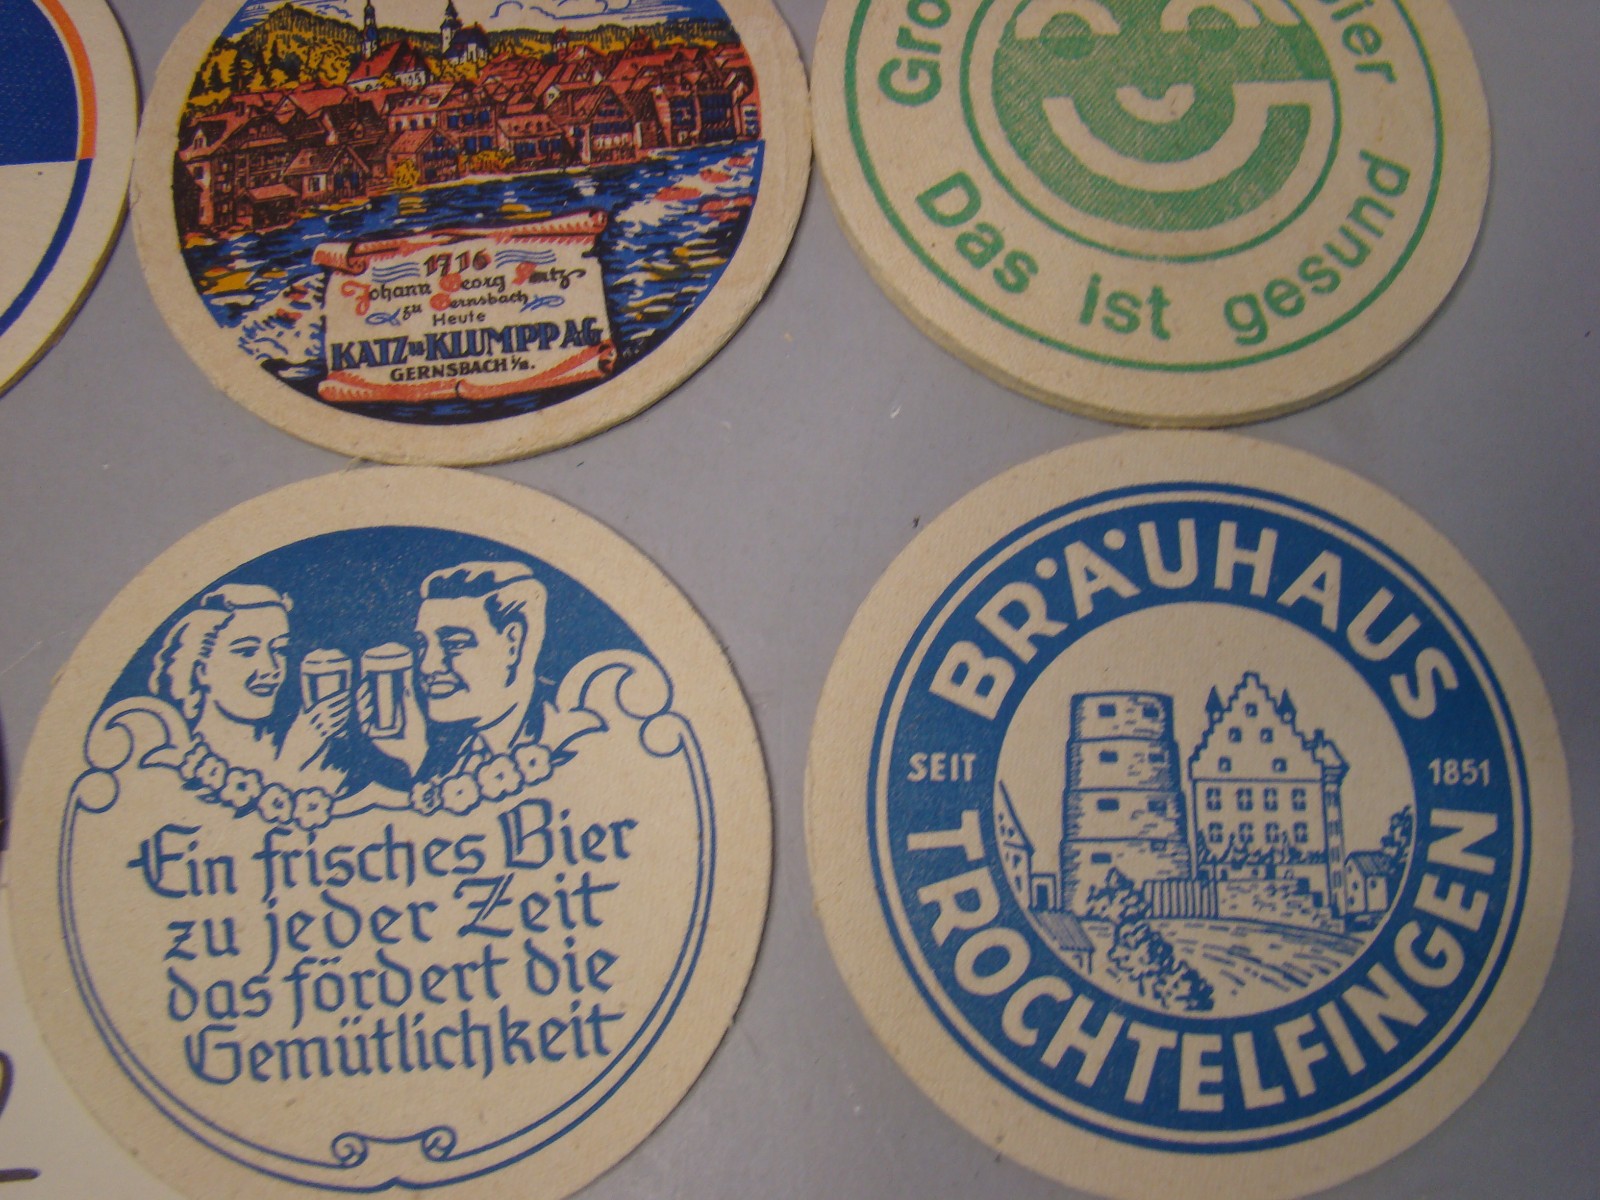 1716
Johann Georg Katz
zu Gernsbach
Heute
KATZ u KLUMPP AG
GERNSBACH i/B.
Das ist gesund
Ein frisches Bier
zu jeder Zeit
das fördert die
Gemütlichkeit
BRÄUHAUS
SEIT 1851
TROCHTELFINGEN